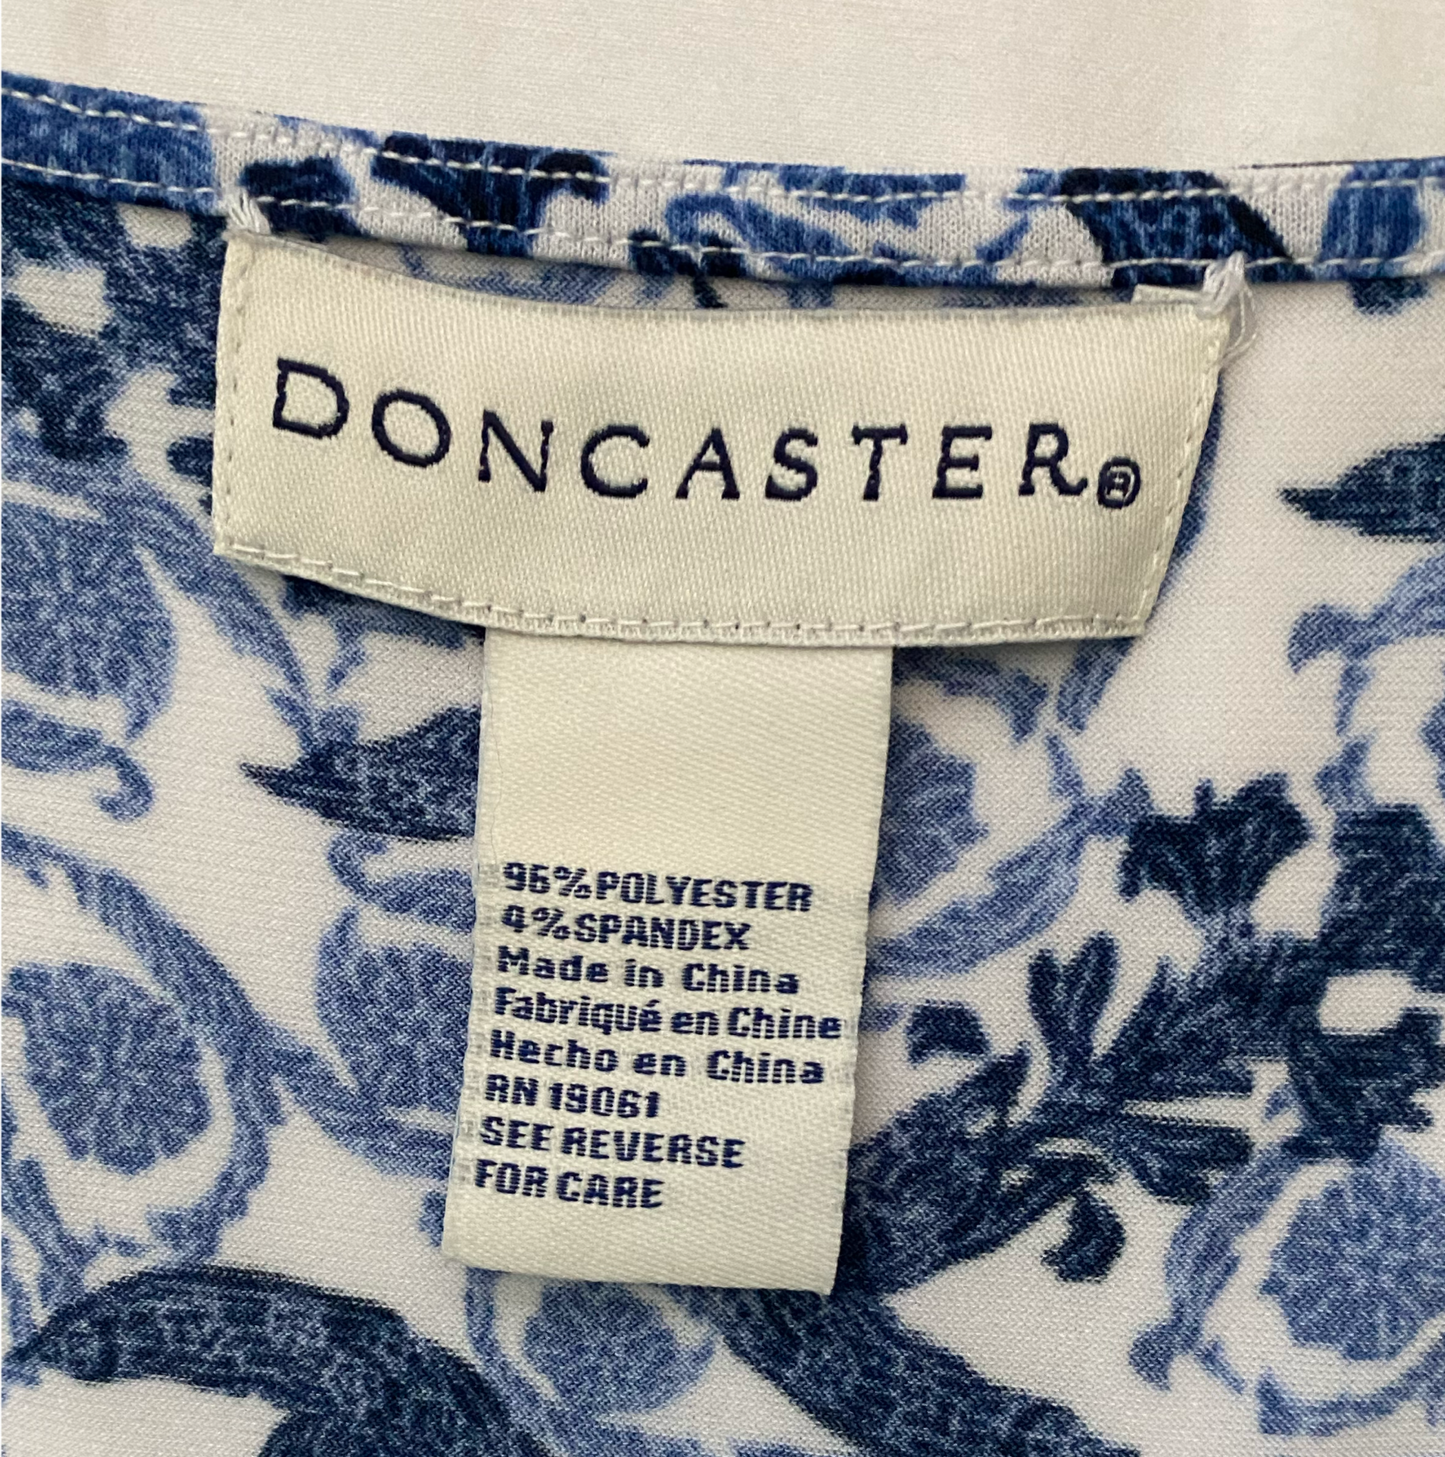 DONCASTER®
96% POLYESTER
4% SPANDEX
Made in China
Fabriqué en Chine
Hecho en China
RN 19061
SEE REVERSE
FOR CARE